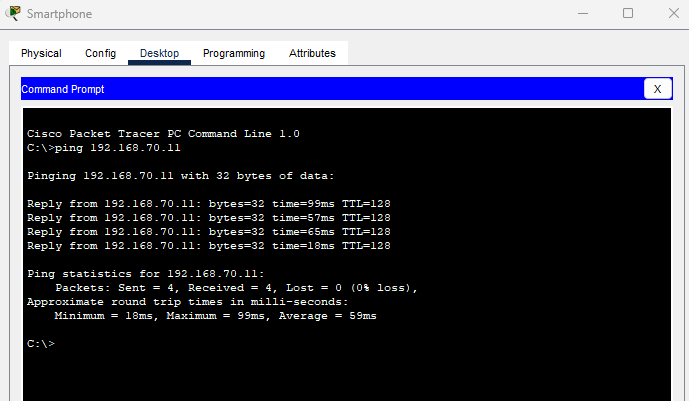 Smartphone
Physical Config Desktop Programming Attributes
Command Prompt X
Cisco Packet Tracer PC Command Line 1.0
C:\>ping 192.168.70.11
Pinging 192.168.70.11 with 32 bytes of data:
Reply from 192.168.70.11: bytes=32 time=99ms TTL=128
Reply from 192.168.70.11: bytes=32 time=57ms TTL=128
Reply from 192.168.70.11: bytes=32 time=65ms TTL=128
Reply from 192.168.70.11: bytes=32 time=18ms TTL=128
Ping statistics for 192.168.70.11:
    Packets: Sent = 4, Received = 4, Lost = 0 (0% loss),
Approximate round trip times in milli-seconds:
    Minimum = 18ms, Maximum = 99ms, Average = 59ms
C:\>